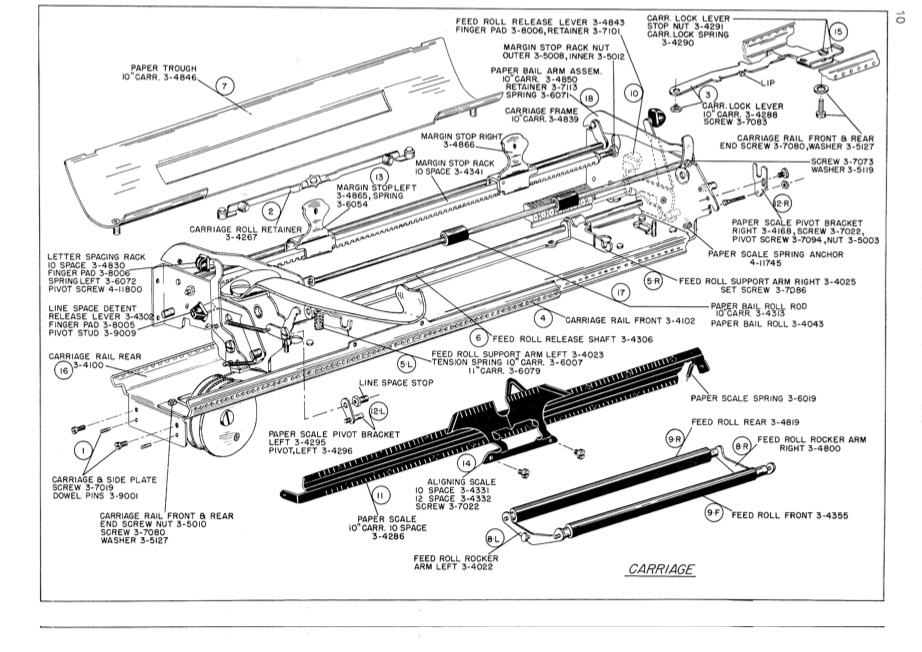 10
FEED ROLL RELEASE LEVER 3-4843
FINGER PAD 3-8006, RETAINER 3-7101
CARR. LOCK LEVER
STOP NUT 3-4291
CARR. LOCK SPRING
3-4290
15
MARGIN STOP RACK NUT
OUTER 3-5008, INNER 3-5012
PAPER TROUGH
10" CARR. 3-4846
7
PAPER BAIL ARM ASSEM.
10" CARR. 3-4850
RETAINER 3-7113
SPRING 3-6071
18
10
LIP
3
CARR. LOCK LEVER
10" CARR. 3-4288
SCREW 3-7083
CARRIAGE FRAME
10" CARR. 3-4839
MARGIN STOP RIGHT
3-4866
CARRIAGE RAIL FRONT & REAR
END SCREW 3-7080, WASHER 3-5127
MARGIN STOP RACK
10 SPACE 3-4341
SCREW 3-7073
WASHER 3-5119
13
MARGIN STOP LEFT
3-4865, SPRING
3-6054
2
12-R
CARRIAGE ROLL RETAINER
3-4267
PAPER SCALE PIVOT BRACKET
RIGHT 3-4168, SCREW 3-7022,
PIVOT SCREW 3-7094, NUT 3-5003
PAPER SCALE SPRING ANCHOR
4-11745
LETTER SPACING RACK
10 SPACE 3-4830
FINGER PAD 3-8006
SPRING LEFT 3-6072
PIVOT SCREW 4-11800
5-R
FEED ROLL SUPPORT ARM RIGHT 3-4025
SET SCREW 3-7086
17
LINE SPACE DETENT
RELEASE LEVER 3-4302
FINGER PAD 3-8005
PIVOT STUD 3-9009
PAPER BAIL ROLL ROD
10" CARR. 3-4313
PAPER BAIL ROLL 3-4043
4
CARRIAGE RAIL FRONT 3-4102
6
FEED ROLL RELEASE SHAFT 3-4306
CARRIAGE RAIL REAR
3-4100
16
5-L
FEED ROLL SUPPORT ARM LEFT 3-4023
TENSION SPRING 10" CARR. 3-6007
11" CARR. 3-6079
LINE SPACE STOP
12-L
PAPER SCALE SPRING 3-6019
PAPER SCALE PIVOT BRACKET
LEFT 3-4295
PIVOT, LEFT 3-4296
FEED ROLL REAR 3-4819
9-R
8-R
FEED ROLL ROCKER ARM
RIGHT 3-4800
1
CARRIAGE & SIDE PLATE
SCREW 3-7019
DOWEL PINS 3-9001
14
ALIGNING SCALE
10 SPACE 3-4331
12 SPACE 3-4332
SCREW 3-7022
11
PAPER SCALE
10" CARR. 10 SPACE
3-4286
CARRIAGE RAIL FRONT & REAR
END SCREW NUT 3-5010
SCREW 3-7080
WASHER 3-5127
9-F
FEED ROLL FRONT 3-4355
8-L
FEED ROLL ROCKER
ARM LEFT 3-4022
CARRIAGE